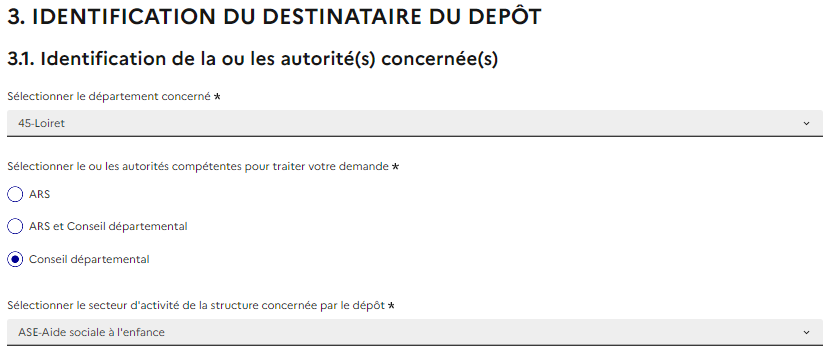 3. IDENTIFICATION DU DESTINATAIRE DU DEPÔT
3.1. Identification de la ou les autorité(s) concernée(s)
Sélectionner le département concerné *
45-Loiret
Sélectionner le ou les autorités compétentes pour traiter votre demande *
ARS
ARS et Conseil départemental
Conseil départemental
Sélectionner le secteur d'activité de la structure concernée par le dépôt *
ASE-Aide sociale à l'enfance